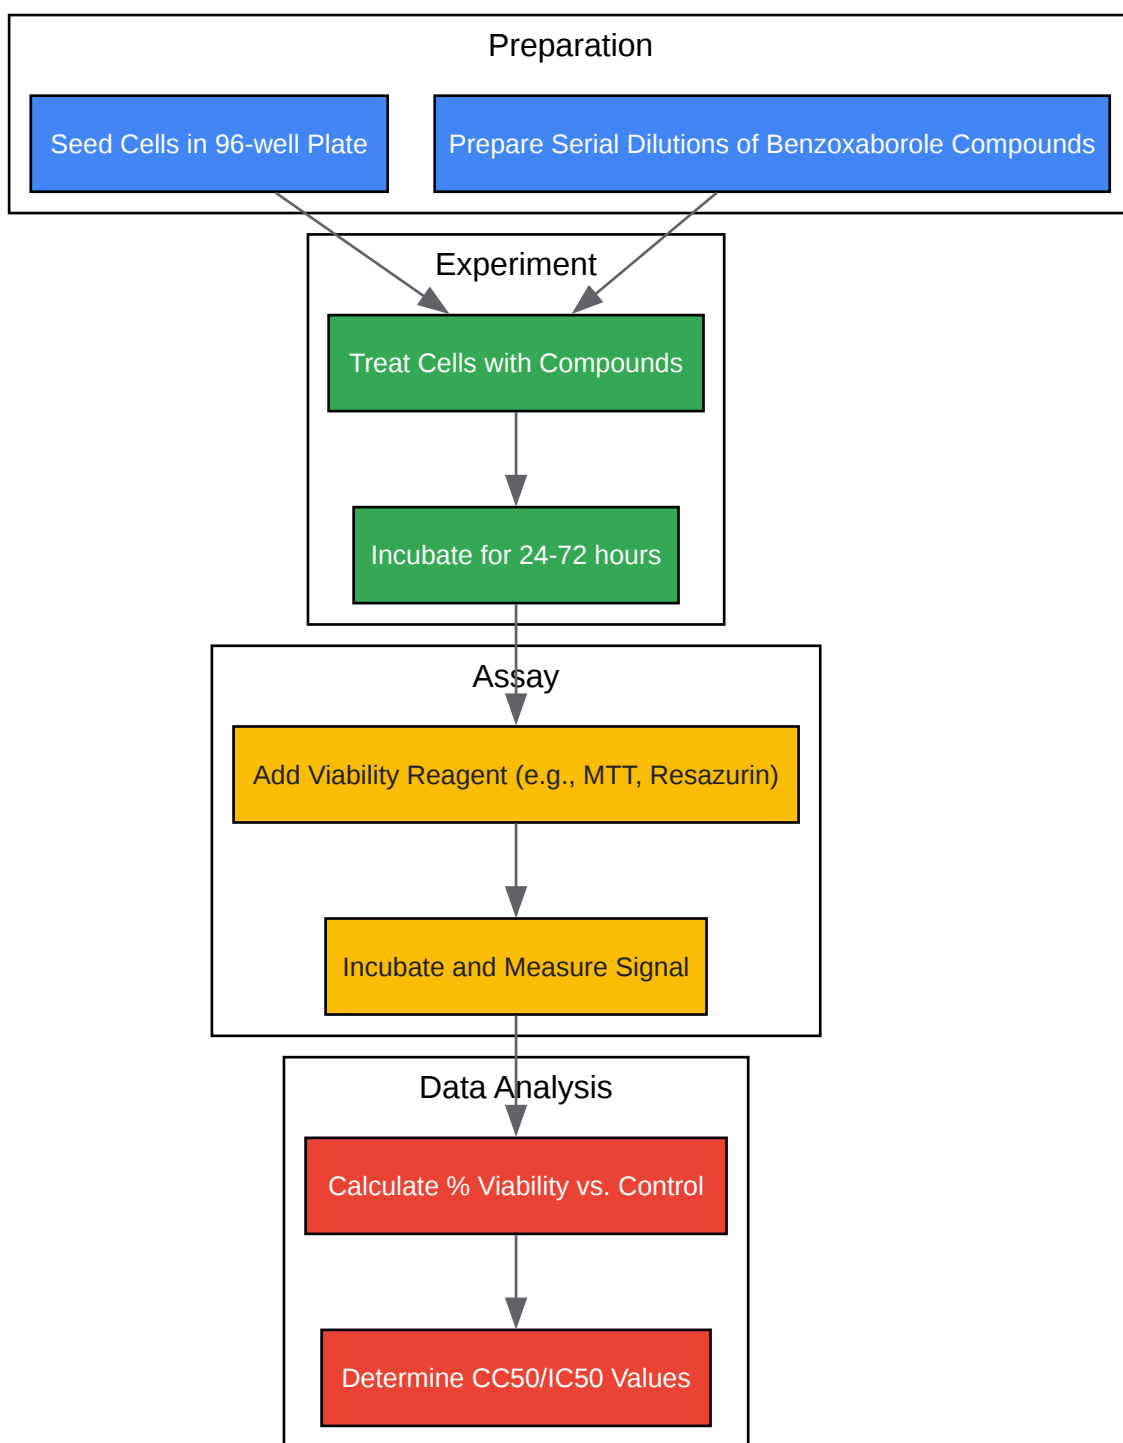 Preparation
Seed Cells in 96-well Plate
Prepare Serial Dilutions of Benzoxaborole Compounds
Experiment
Treat Cells with Compounds
Incubate for 24-72 hours
Assay
Add Viability Reagent (e.g., MTT, Resazurin)
Incubate and Measure Signal
Data Analysis
Calculate % Viability vs. Control
Determine CC50/IC50 Values